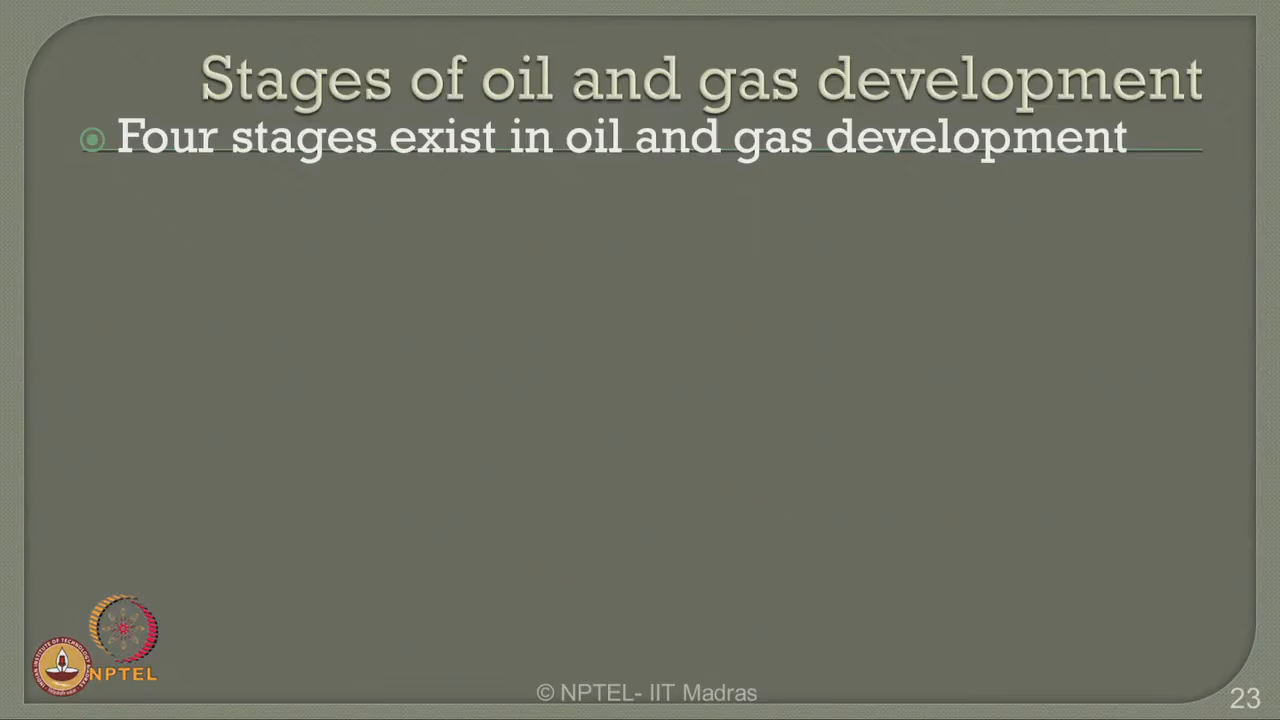 Stages of oil and gas development
Four stages exist in oil and gas development
NPTEL
© NPTEL- IIT Madras
23